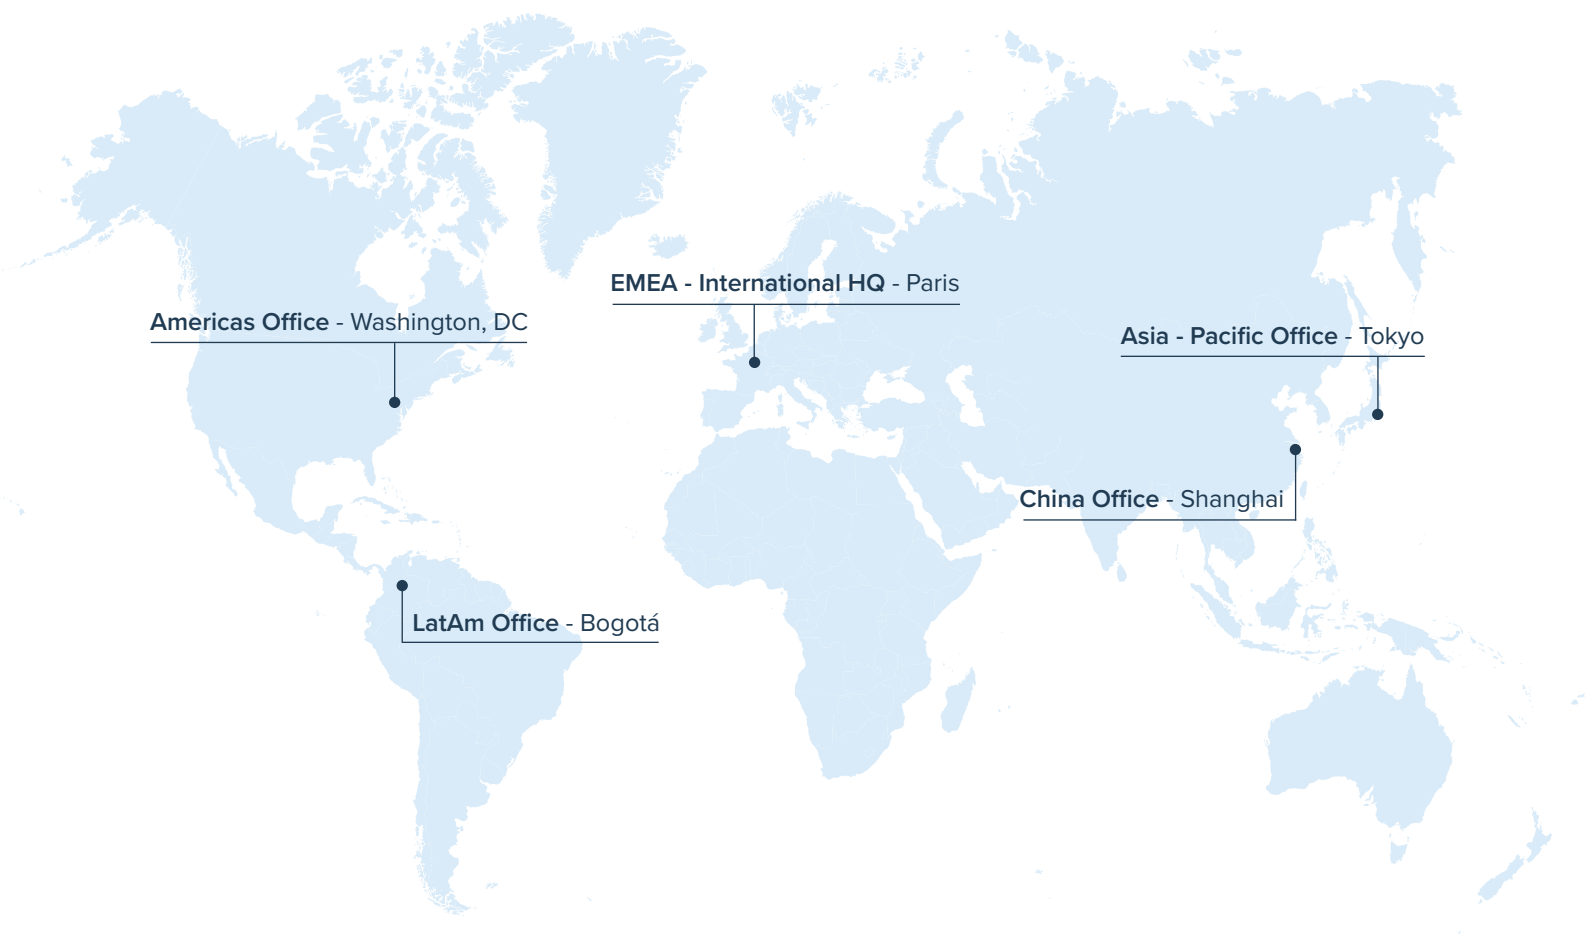 EMEA - International HQ - Paris
Americas Office - Washington, DC
Asia - Pacific Office - Tokyo
China Office - Shanghai
LatAm Office - Bogotá